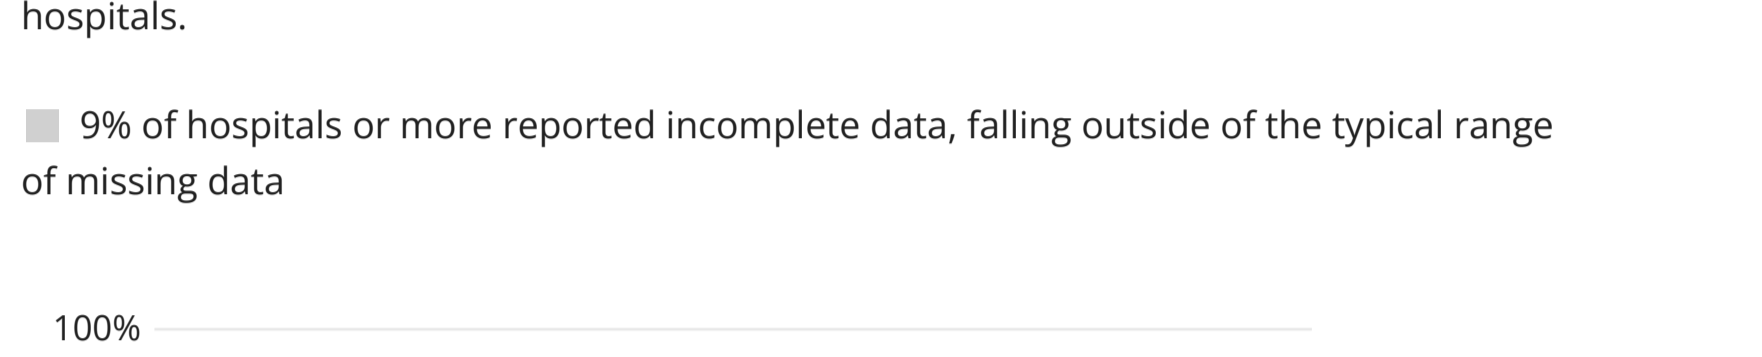 hospitals.
9% of hospitals or more reported incomplete data, falling outside of the typical range
of missing data
100%